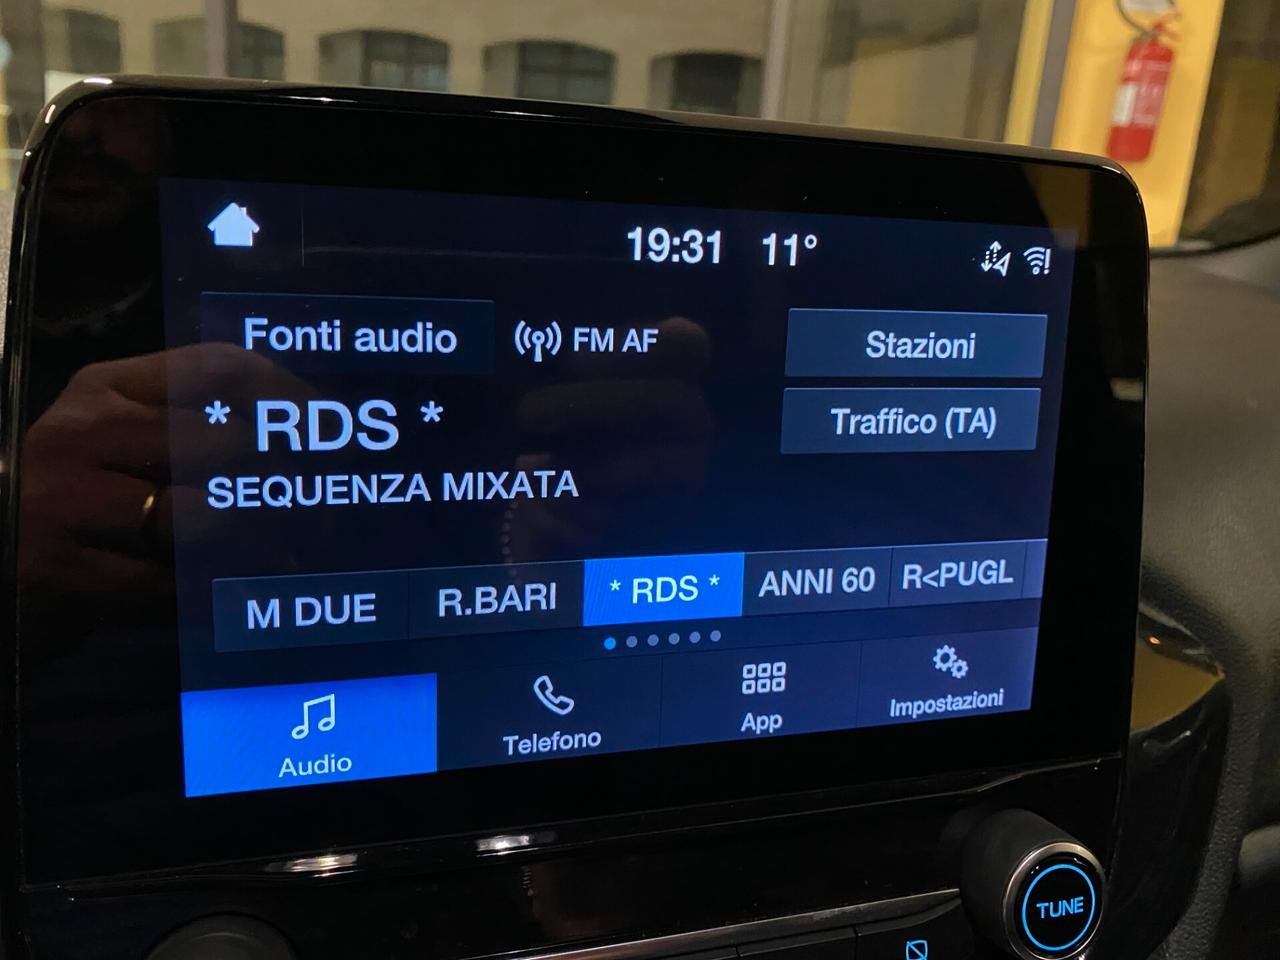 19:31 11°
Fonti audio FM AF Stazioni
* RDS * Traffico (TA)
SEQUENZA MIXATA
M DUE R.BARI * RDS * ANNI 60 R<PUGL
Audio Telefono App Impostazioni
TUNE